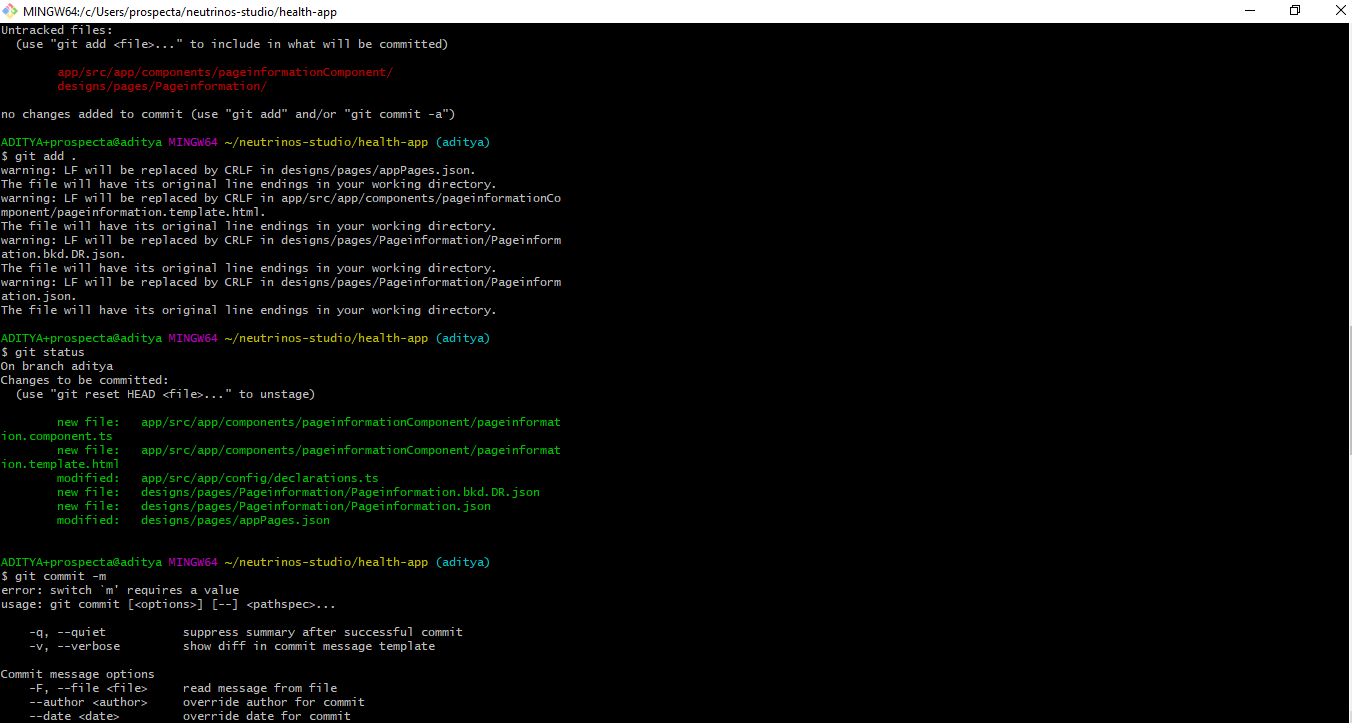 MINGW64:/c/Users/prospecta/neutrinos-studio/health-app
Untracked files:
  (use "git add <file>..." to include in what will be committed)
        app/src/app/components/pageinformationComponent/
        designs/pages/Pageinformation/
no changes added to commit (use "git add" and/or "git commit -a")
ADITYA+prospecta@aditya MINGW64 ~/neutrinos-studio/health-app (aditya)
$ git add .
warning: LF will be replaced by CRLF in designs/pages/appPages.json.
The file will have its original line endings in your working directory.
warning: LF will be replaced by CRLF in app/src/app/components/pageinformationCo
mponent/pageinformation.template.html.
The file will have its original line endings in your working directory.
warning: LF will be replaced by CRLF in designs/pages/Pageinformation/Pageinform
ation.bkd.DR.json.
The file will have its original line endings in your working directory.
warning: LF will be replaced by CRLF in designs/pages/Pageinformation/Pageinform
ation.json.
The file will have its original line endings in your working directory.
ADITYA+prospecta@aditya MINGW64 ~/neutrinos-studio/health-app (aditya)
$ git status
On branch aditya
Changes to be committed:
  (use "git reset HEAD <file>..." to unstage)
        new file:   app/src/app/components/pageinformationComponent/pageinformat
ion.component.ts
        new file:   app/src/app/components/pageinformationComponent/pageinformat
ion.template.html
        modified:   app/src/app/config/declarations.ts
        new file:   designs/pages/Pageinformation/Pageinformation.bkd.DR.json
        new file:   designs/pages/Pageinformation/Pageinformation.json
        modified:   designs/pages/appPages.json
ADITYA+prospecta@aditya MINGW64 ~/neutrinos-studio/health-app (aditya)
$ git commit -m
error: switch `m' requires a value
usage: git commit [<options>] [--] <pathspec>...
    -q, --quiet           suppress summary after successful commit
    -v, --verbose         show diff in commit message template
Commit message options
    -F, --file <file>     read message from file
    --author <author>     override author for commit
    --date <date>         override date for commit